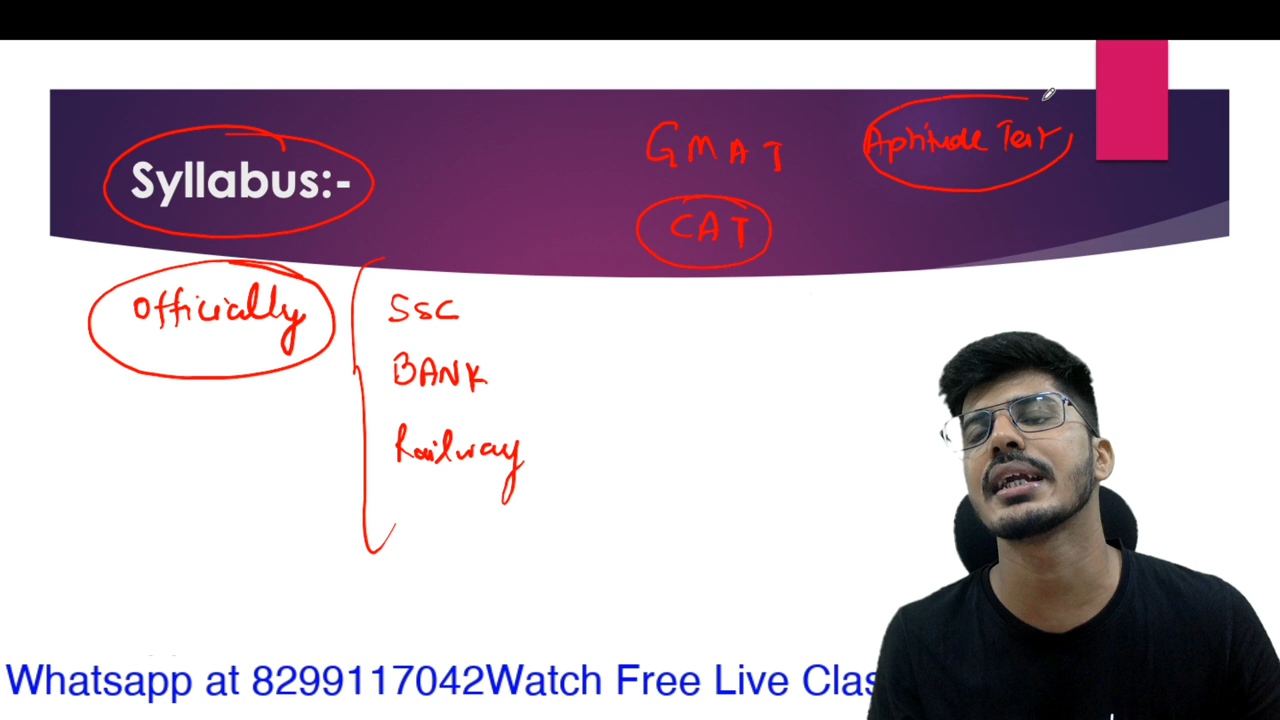 GMAT
Aptitude Test
Syllabus:-
CAT
Officially
SSC
BANK
Railway
Whatsapp at 8299117042Watch Free Live Clas